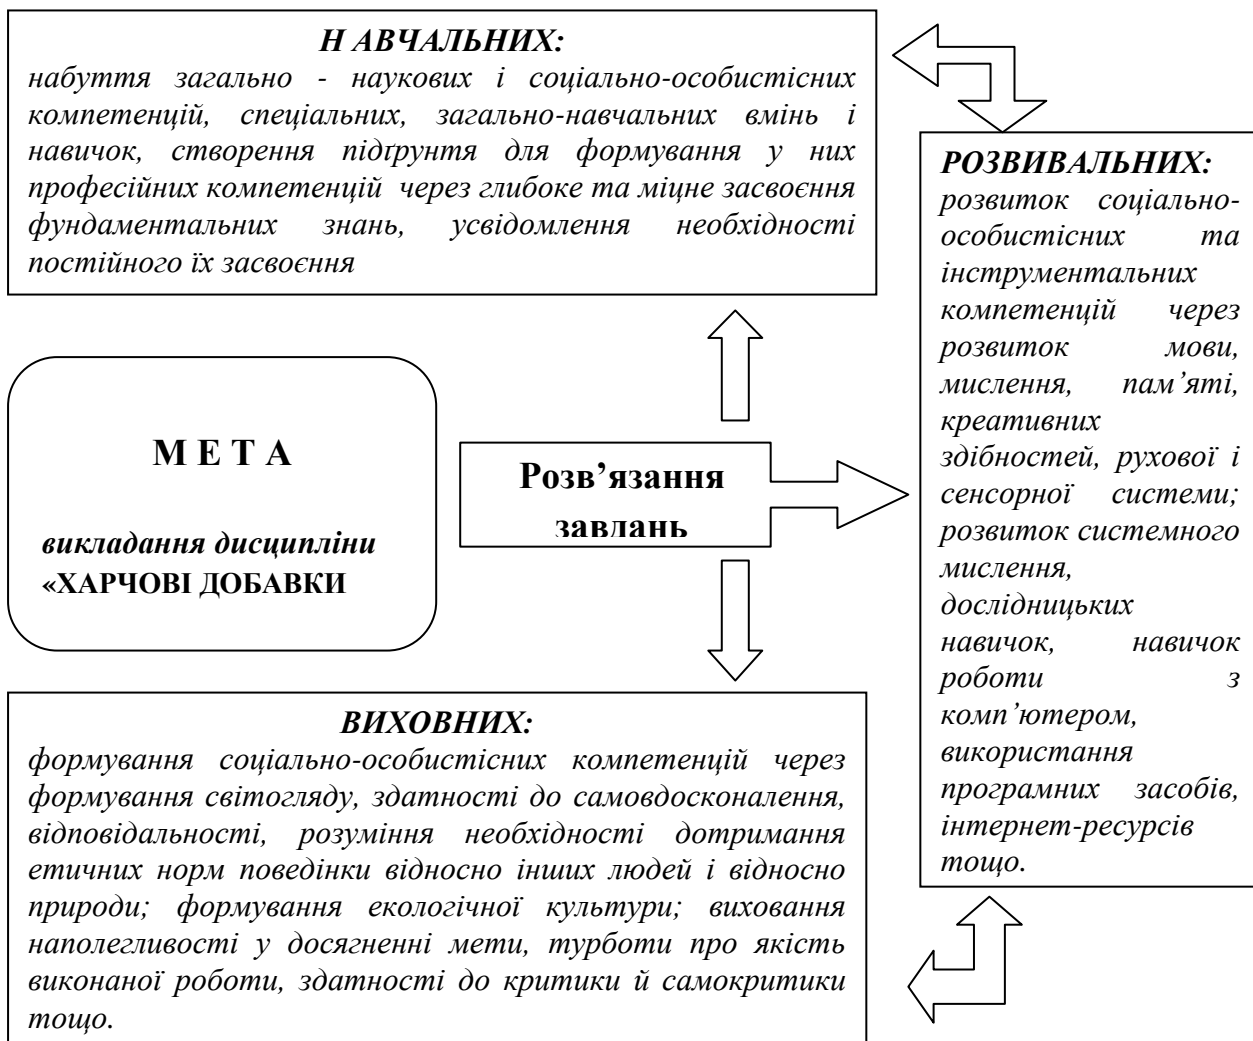 Н АВЧАЛЬНИХ:
набуття загально - наукових і соціально-особистісних
компетенцій, спеціальних, загально-навчальних вмінь і
навичок, створення підґрунтя для формування у них
професійних компетенцій через глибоке та міцне засвоєння
фундаментальних знань, усвідомлення необхідності
постійного їх засвоєння
РОЗВИВАЛЬНИХ:
розвиток соціально-
особистісних та
інструментальних
компетенцій через
розвиток мови,
мислення, пам’яті,
креативних
здібностей, рухової і
сенсорної системи;
розвиток системного
мислення,
дослідницьких
навичок, навичок
роботи з
комп’ютером,
використання
програмних засобів,
інтернет-ресурсів
тощо.
М Е Т А
викладання дисципліни
«ХАРЧОВІ ДОБАВКИ
Розв’язання
завдань
ВИХОВНИХ:
формування соціально-особистісних компетенцій через
формування світогляду, здатності до самовдосконалення,
відповідальності, розуміння необхідності дотримання
етичних норм поведінки відносно інших людей і відносно
природи; формування екологічної культури; виховання
наполегливості у досягненні мети, турботи про якість
виконаної роботи, здатності до критики й самокритики
тощо.